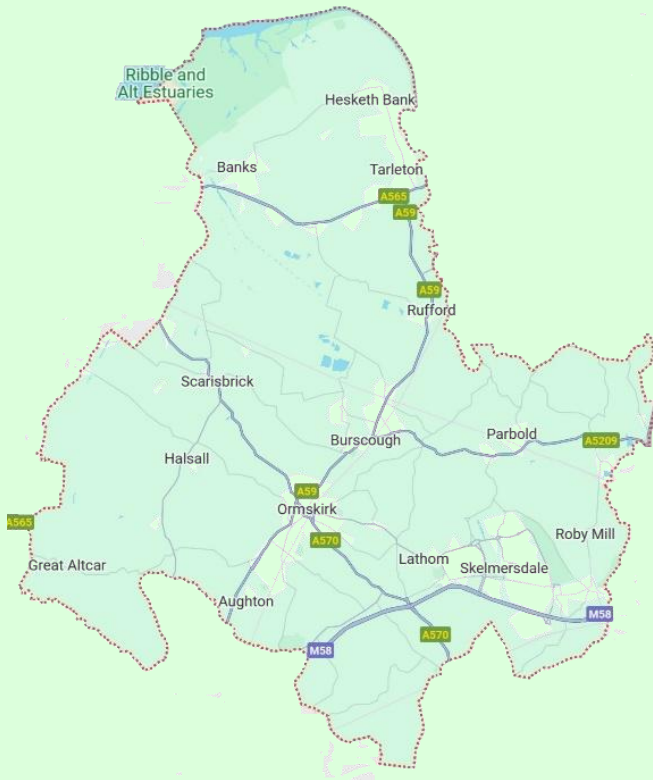 Ribble and
Alt Estuaries
Hesketh Bank
Banks
Tarleton
A565
A59
A59
Rufford
Scarisbrick
Burscough
Parbold
A5209
Halsall
A59
Ormskirk
A565
A570
Roby Mill
Lathom
Skelmersdale
Great Altcar
Aughton
M58
A570
M58